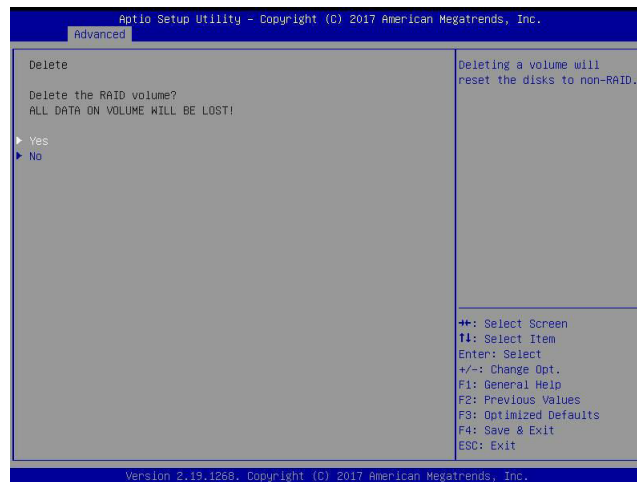 Aptio Setup Utility – Copyright (C) 2017 American Megatrends, Inc.
Advanced
Delete
Delete the RAID volume?
ALL DATA ON VOLUME WILL BE LOST!
Yes
No
Deleting a volume will
reset the disks to non-RAID.
→←: Select Screen
↑↓: Select Item
Enter: Select
+/-: Change Opt.
F1: General Help
F2: Previous Values
F3: Optimized Defaults
F4: Save & Exit
ESC: Exit
Version 2.19.1268. Copyright (C) 2017 American Megatrends, Inc.